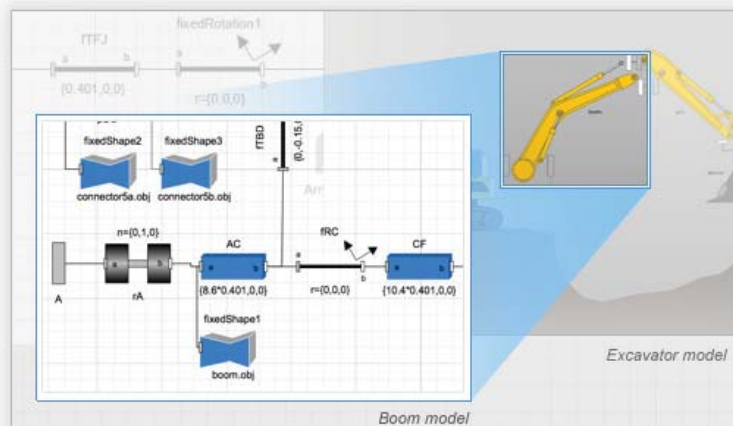 fixedRotation1
fTFJ
a
b
a
b
{0.401,0,0}
r={0,0,0}
fixedShape2
fixedShape3
fTBD
{0,-0.15,
a
connector5a.obj
connector5b.obj
n={0,1,0}
AC
fRC
CF
a
b
a
b
a
b
a
b
A
rA
{8.6*0.401,0,0}
r={0,0,0}
{10.4*0.401,0,0}
fixedShape1
boom.obj
Excavator model
Boom model